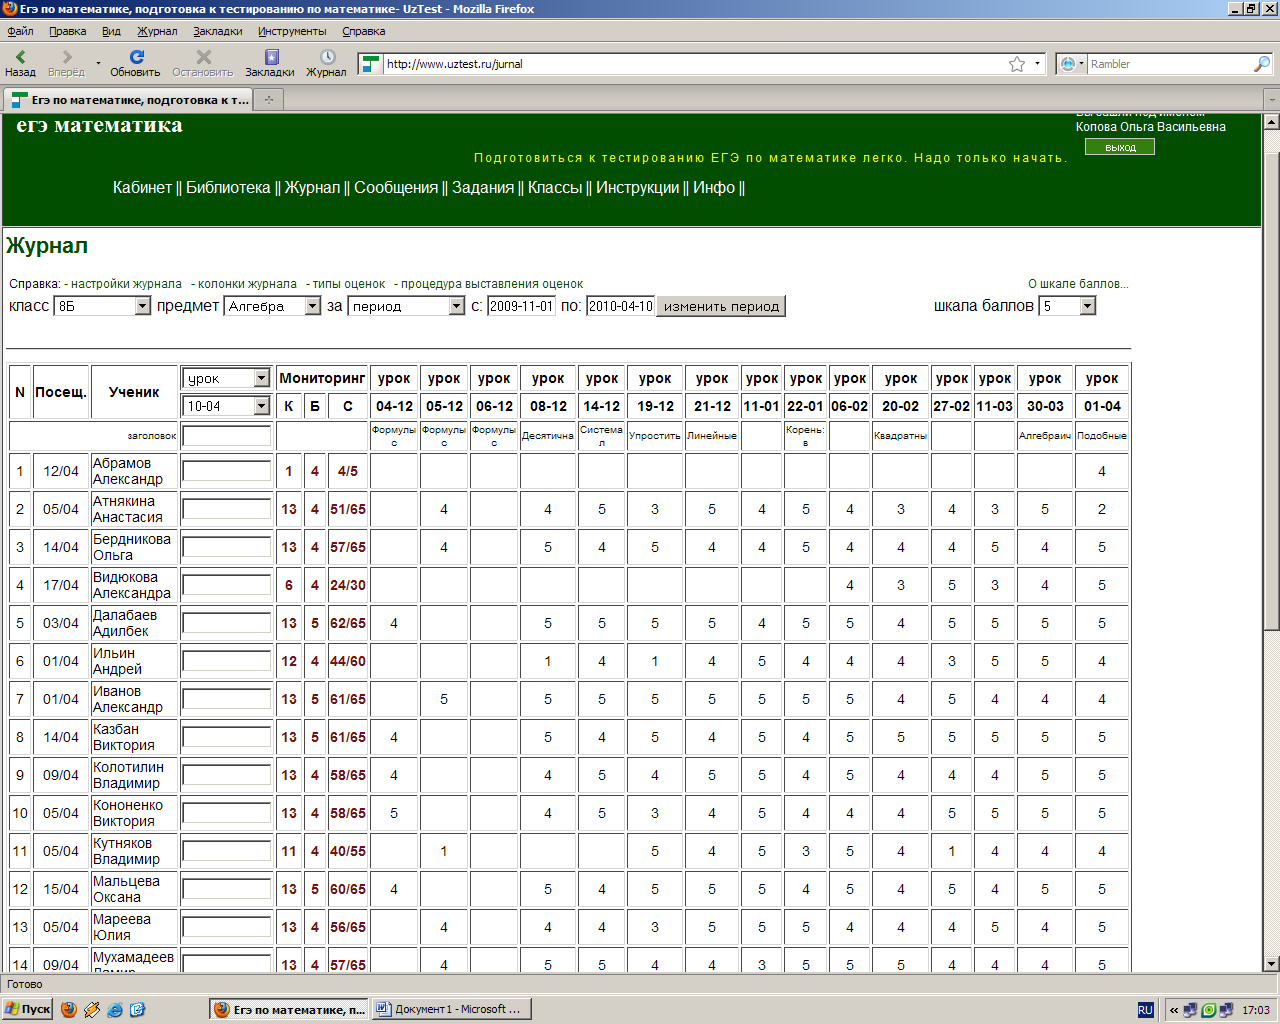 Егэ по математике, подготовка к тестированию по математике- UzTest - Mozilla Firefox
Файл Правка Вид Журнал Закладки Инструменты Справка
Назад Вперёд Обновить Остановить Закладки Журнал http://www.uztest.ru/jurnal Rambler
Егэ по математике, подготовка к т...
егэ математика
Копова Ольга Васильевна
выход
Подготовиться к тестированию ЕГЭ по математике легко. Надо только начать.
Кабинет || Библиотека || Журнал || Сообщения || Задания || Классы || Инструкции || Инфо ||
Журнал
Справка: - настройки журнала - колонки журнала - типы оценок - процедура выставления оценок О шкале баллов...
класс 8Б предмет Алгебра за период с: 2009-11-01 по: 2010-04-10 изменить период шкала баллов 5
N Посещ. Ученик урок Мониторинг урок урок урок урок урок урок урок урок урок урок урок урок урок урок урок
10-04 К Б С 04-12 05-12 06-12 08-12 14-12 19-12 21-12 11-01 22-01 06-02 20-02 27-02 11-03 30-03 01-04
заголовок Формулы с Формулы с Формулы с Десятична Система л Упростить Линейные Корень: в Квадратны Алгебраич Подобные
1 12/04 Абрамов Александр 1 4 4/5 4
2 05/04 Атнякина Анастасия 13 4 51/65 4 4 5 3 5 4 5 4 3 4 3 5 2
3 14/04 Бердникова Ольга 13 4 57/65 4 5 4 5 4 4 5 4 4 4 5 4 5
4 17/04 Видюкова Александра 6 4 24/30 4 3 5 3 4 5
5 03/04 Далабаев Адилбек 13 5 62/65 4 5 5 5 5 4 5 5 4 5 5 5 5
6 01/04 Ильин Андрей 12 4 44/60 1 4 1 4 5 4 4 4 3 5 5 4
7 01/04 Иванов Александр 13 5 61/65 5 5 5 5 5 5 5 5 4 5 4 4 4
8 14/04 Казбан Виктория 13 5 61/65 4 5 4 5 4 5 4 5 5 5 5 5 5
9 09/04 Колотилин Владимир 13 4 58/65 4 4 5 4 5 5 4 5 4 4 4 5 5
10 05/04 Кононенко Виктория 13 4 58/65 5 4 5 3 4 5 4 4 4 5 5 5 5
11 05/04 Кутняков Владимир 11 4 40/55 1 5 4 5 3 5 4 1 4 4 4
12 15/04 Мальцева Оксана 13 5 60/65 4 5 4 5 5 5 4 5 4 5 4 5 5
13 05/04 Мареева Юлия 13 4 56/65 4 4 4 3 5 5 5 4 4 4 5 4 5
14 09/04 Мухамадеев 13 4 57/65 4 5 5 4 4 3 5 5 5 4 4 4 5
Готово
Пуск Егэ по математике, п... Документ1 - Microsoft ... RU « 17:03